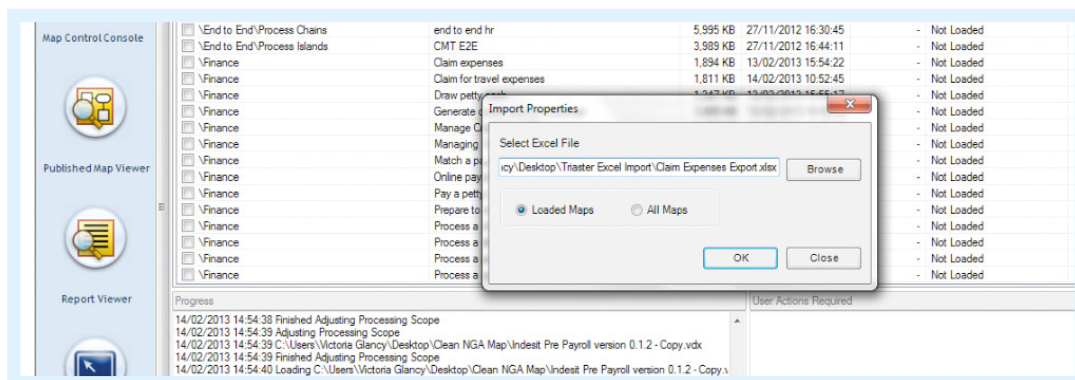 Map Control Console
Published Map Viewer
Report Viewer
\End to End\Process Chains end to end hr 5,995 KB 27/11/2012 16:30:45 - Not Loaded
\End to End\Process Islands CMT E2E 3,989 KB 27/11/2012 16:44:11 - Not Loaded
\Finance Claim expenses 1,894 KB 13/02/2013 15:54:22 - Not Loaded
\Finance Claim for travel expenses 1,811 KB 14/02/2013 10:52:45 - Not Loaded
\Finance Draw petty - Not Loaded
\Finance Generate - Not Loaded
\Finance Manage - Not Loaded
\Finance Managing - Not Loaded
\Finance Match a - Not Loaded
\Finance Online pay - Not Loaded
\Finance Pay a petty - Not Loaded
\Finance Prepare to - Not Loaded
\Finance Process a - Not Loaded
\Finance Process a - Not Loaded
\Finance Process a - Not Loaded
\Finance Process a - Not Loaded
Import Properties
Select Excel File
icy\Desktop\Triaster Excel Import\Claim Expenses Export.xlsx Browse
Loaded Maps All Maps
OK Close
Progress
14/02/2013 14:54:38 Finished Adjusting Processing Scope
14/02/2013 14:54:39 Adjusting Processing Scope
14/02/2013 14:54:39 C:\Users\Victoria Glancy\Desktop\Clean NGA Map\Indesit Pre Payroll version 0.1.2 - Copy.vdx
14/02/2013 14:54:39 Finished Adjusting Processing Scope
14/02/2013 14:54:40 Loading C:\Users\Victoria Glancy\Desktop\Clean NGA Map\Indesit Pre Payroll version 0.1.2 - Copy.v
User Actions Required